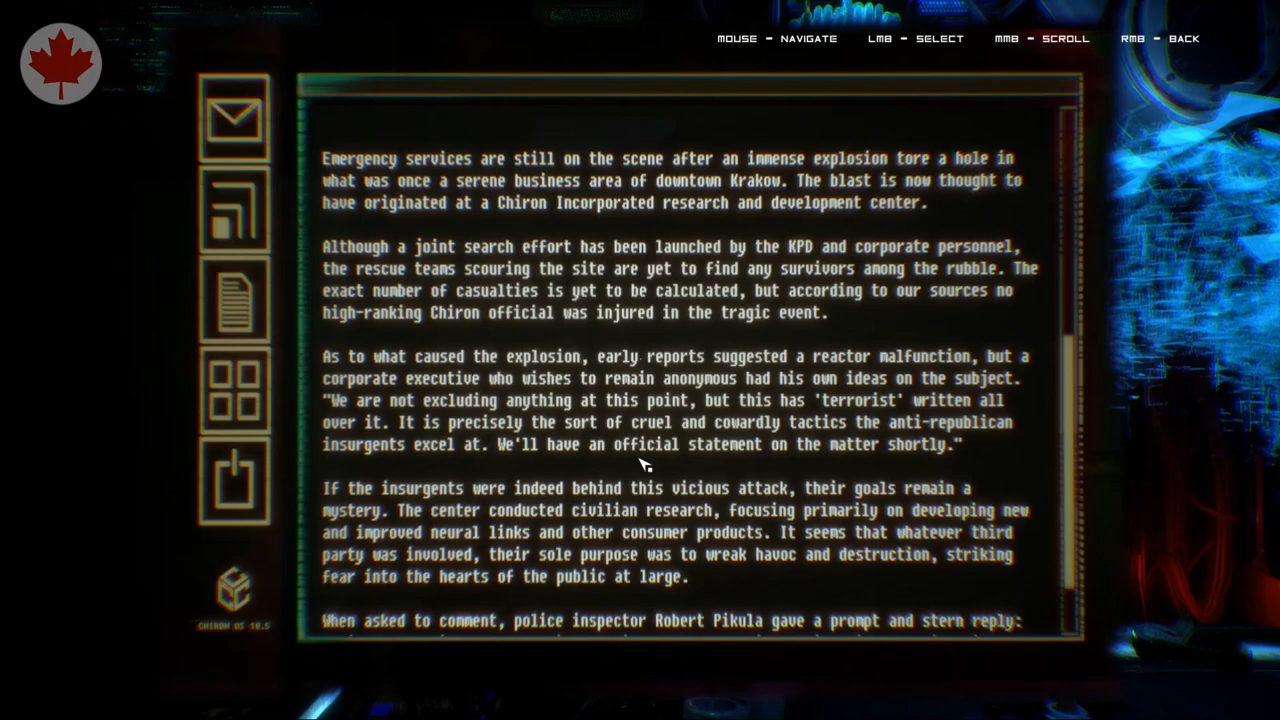 MOUSE - NAVIGATE LMB - SELECT MMB - SCROLL RMB - BACK
Emergency services are still on the scene after an immense explosion tore a hole in
what was once a serene business area of downtown Krakow. The blast is now thought to
have originated at a Chiron Incorporated research and development center.
Although a joint search effort has been launched by the KPD and corporate personnel,
the rescue teams scouring the site are yet to find any survivors among the rubble. The
exact number of casualties is yet to be calculated, but according to our sources no
high-ranking Chiron official was injured in the tragic event.
As to what caused the explosion, early reports suggested a reactor malfunction, but a
corporate executive who wishes to remain anonymous had his own ideas on the subject.
"We are not excluding anything at this point, but this has 'terrorist' written all
over it. It is precisely the sort of cruel and cowardly tactics the anti-republican
insurgents excel at. We'll have an official statement on the matter shortly."
If the insurgents were indeed behind this vicious attack, their goals remain a
mystery. The center conducted civilian research, focusing primarily on developing new
and improved neural links and other consumer products. It seems that whatever third
party was involved, their sole purpose was to wreak havoc and destruction, striking
fear into the hearts of the public at large.
When asked to comment, police inspector Robert Pikula gave a prompt and stern reply:
CHIRON OS 18.5